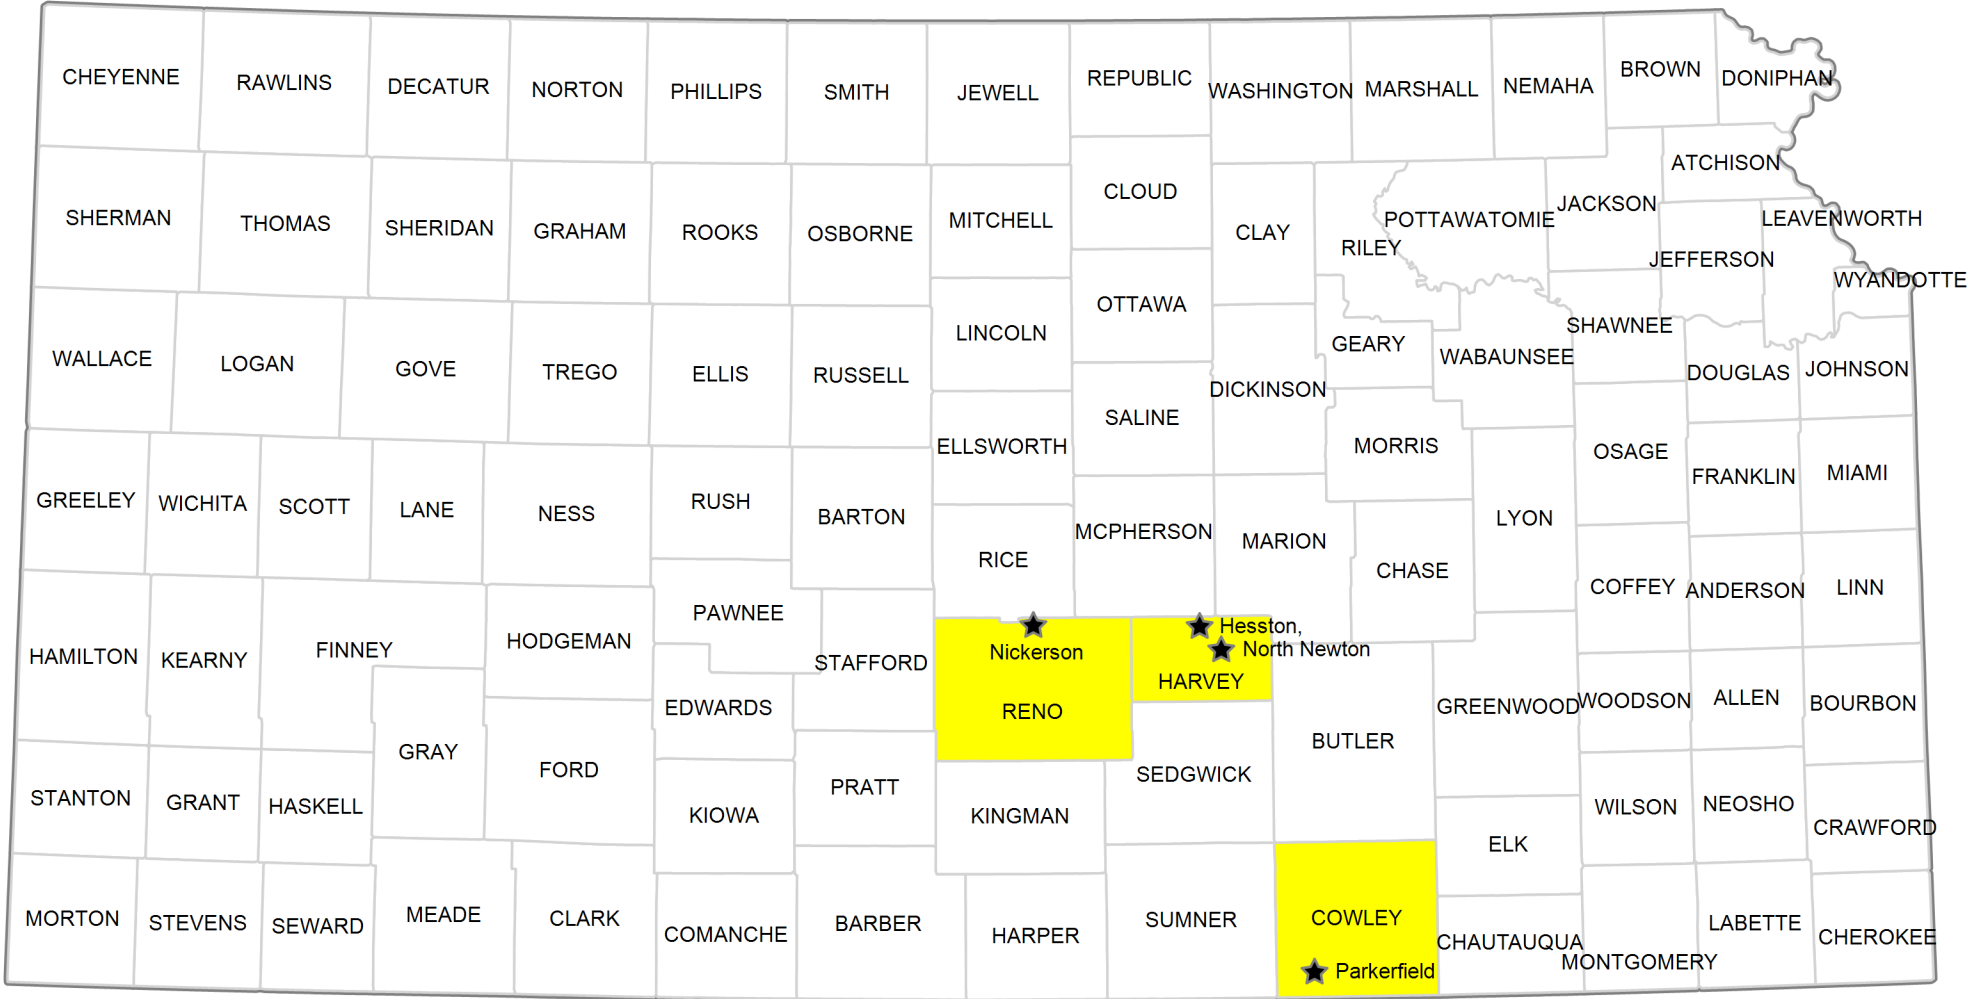 CHEYENNE
RAWLINS
DECATUR
NORTON
PHILLIPS
SMITH
JEWELL
REPUBLIC
WASHINGTON
MARSHALL
NEMAHA
BROWN
DONIPHAN
SHERMAN
THOMAS
SHERIDAN
GRAHAM
ROOKS
OSBORNE
MITCHELL
CLOUD
CLAY
RILEY
POTTAWATOMIE
JACKSON
ATCHISON
LEAVENWORTH
JEFFERSON
WYANDOTTE
WALLACE
LOGAN
GOVE
TREGO
ELLIS
RUSSELL
LINCOLN
OTTAWA
DICKINSON
GEARY
WABAUNSEE
SHAWNEE
DOUGLAS
JOHNSON
ELLSWORTH
SALINE
MORRIS
OSAGE
FRANKLIN
MIAMI
GREELEY
WICHITA
SCOTT
LANE
NESS
RUSH
BARTON
RICE
MCPHERSON
MARION
CHASE
LYON
COFFEY
ANDERSON
LINN
HAMILTON
KEARNY
FINNEY
HODGEMAN
PAWNEE
STAFFORD
Nickerson
RENO
Hesston,
North Newton
HARVEY
EDWARDS
GRAY
FORD
BUTLER
GREENWOOD
WOODSON
ALLEN
BOURBON
STANTON
GRANT
HASKELL
KIOWA
PRATT
KINGMAN
SEDGWICK
ELK
WILSON
NEOSHO
CRAWFORD
MORTON
STEVENS
SEWARD
MEADE
CLARK
COMANCHE
BARBER
HARPER
SUMNER
COWLEY
Parkerfield
CHAUTAUQUA
MONTGOMERY
LABETTE
CHEROKEE